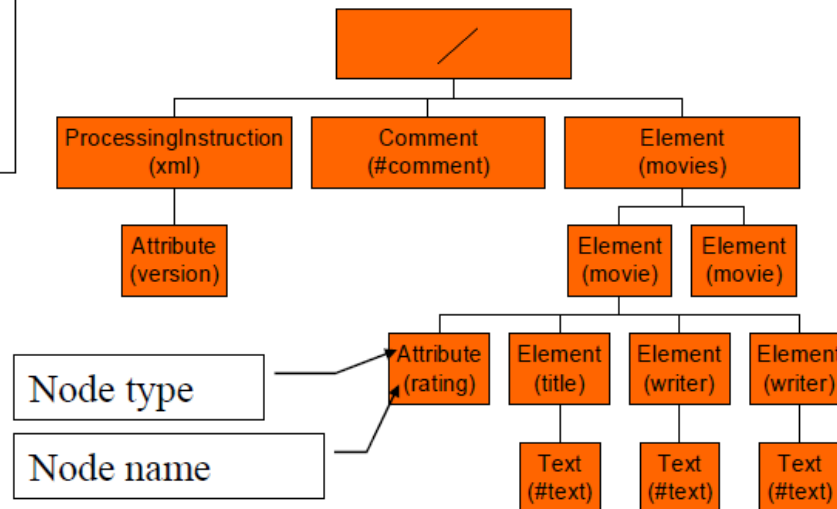 /
ProcessingInstruction
(xml)
Comment
(#comment)
Element
(movies)
Attribute
(version)
Element
(movie)
Element
(movie)
Node type
Node name
Attribute
(rating)
Element
(title)
Element
(writer)
Element
(writer)
Text
(#text)
Text
(#text)
Text
(#text)